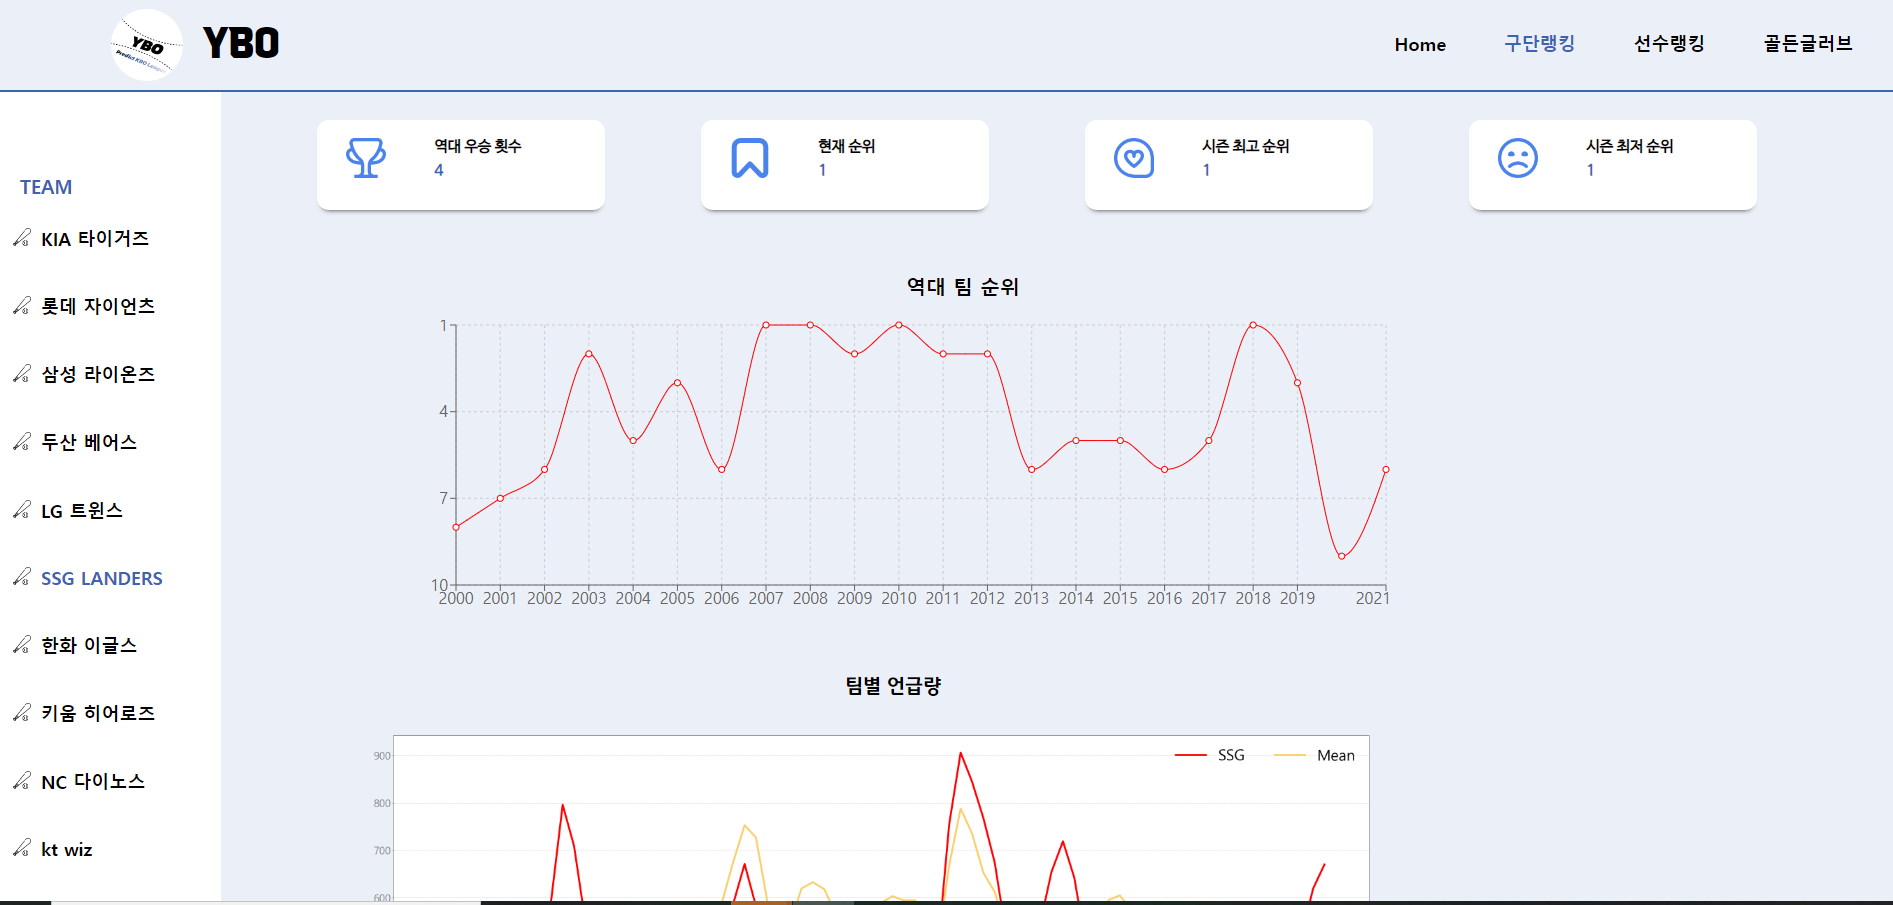 YBO
Predict KBO League
YBO
Home
구단랭킹
선수랭킹
골든글러브
TEAM
KIA 타이거즈
롯데 자이언츠
삼성 라이온즈
두산 베어스
LG 트윈스
SSG LANDERS
한화 이글스
키움 히어로즈
NC 다이노스
kt wiz
역대 우승 횟수
4
현재 순위
1
시즌 최고 순위
1
시즌 최저 순위
1
역대 팀 순위
1
4
7
10
2000 2001 2002 2003 2004 2005 2006 2007 2008 2009 2010 2011 2012 2013 2014 2015 2016 2017 2018 2019 2021
팀별 언급량
SSG
Mean
900
800
700
600